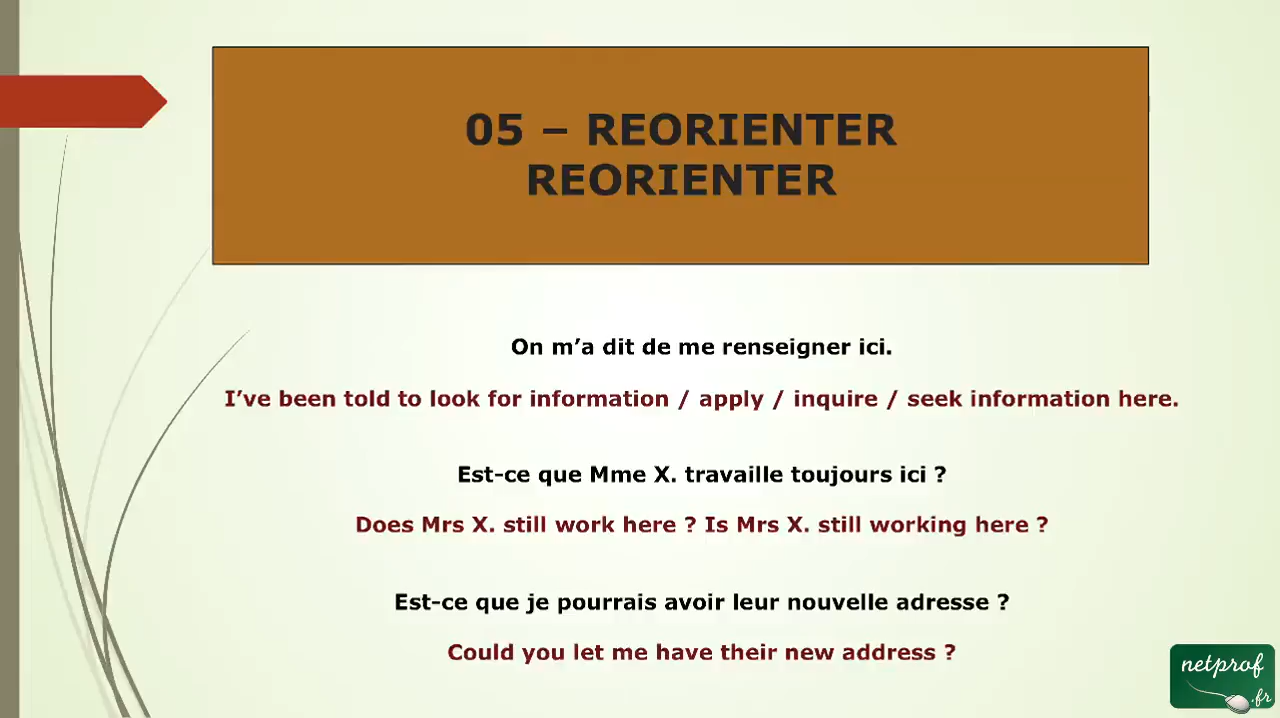 05 – REORIENTER
REORIENTER
On m’a dit de me renseigner ici.
I’ve been told to look for information / apply / inquire / seek information here.
Est-ce que Mme X. travaille toujours ici ?
Does Mrs X. still work here ? Is Mrs X. still working here ?
Est-ce que je pourrais avoir leur nouvelle adresse ?
Could you let me have their new address ?
netprof
.fr